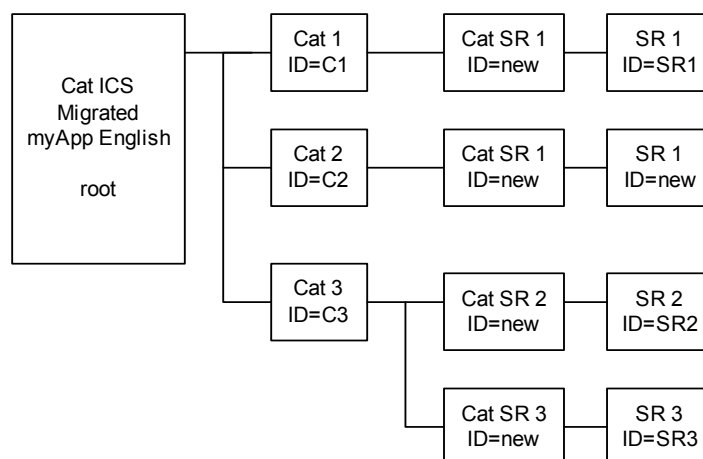 Cat ICS
Migrated
myApp English
root
Cat 1
ID=C1
Cat SR 1
ID=new
SR 1
ID=SR1
Cat 2
ID=C2
Cat SR 1
ID=new
SR 1
ID=new
Cat 3
ID=C3
Cat SR 2
ID=new
SR 2
ID=SR2
Cat SR 3
ID=new
SR 3
ID=SR3